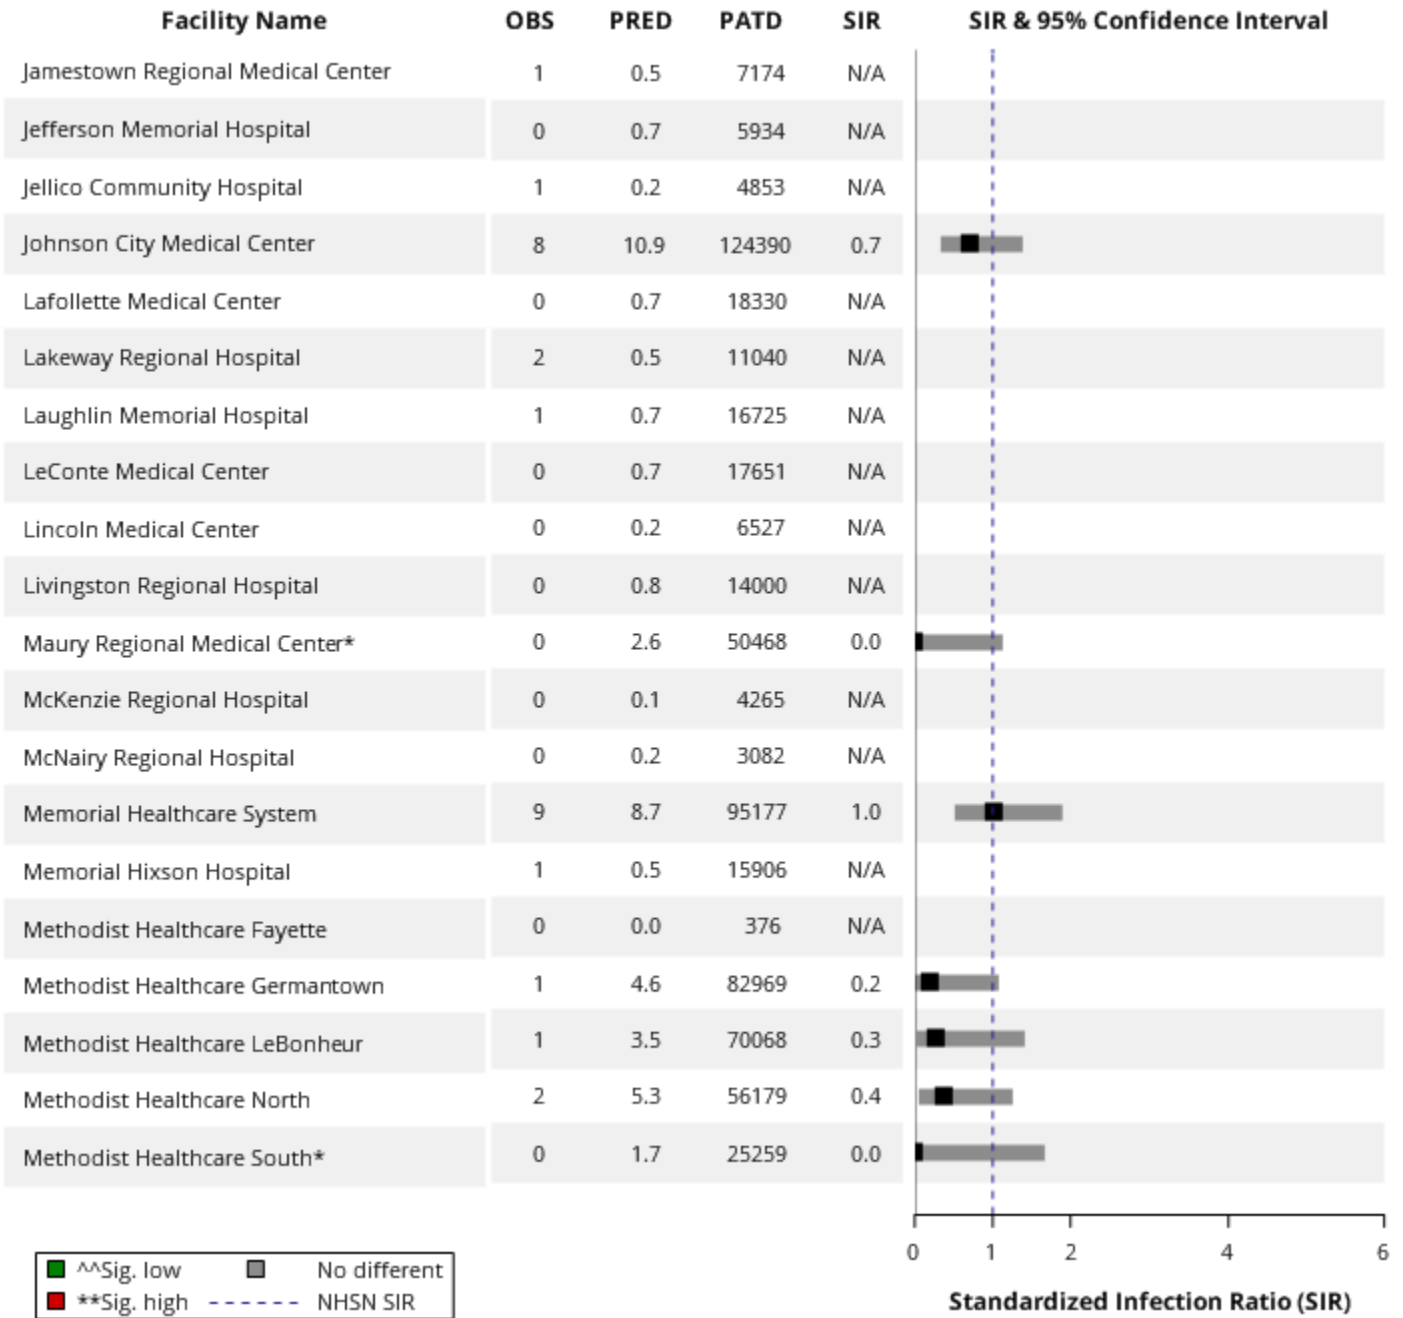 Facility Name OBS PRED PATD SIR SIR & 95% Confidence Interval
Jamestown Regional Medical Center 1 0.5 7174 N/A
Jefferson Memorial Hospital 0 0.7 5934 N/A
Jellico Community Hospital 1 0.2 4853 N/A
Johnson City Medical Center 8 10.9 124390 0.7
Lafollette Medical Center 0 0.7 18330 N/A
Lakeway Regional Hospital 2 0.5 11040 N/A
Laughlin Memorial Hospital 1 0.7 16725 N/A
LeConte Medical Center 0 0.7 17651 N/A
Lincoln Medical Center 0 0.2 6527 N/A
Livingston Regional Hospital 0 0.8 14000 N/A
Maury Regional Medical Center* 0 2.6 50468 0.0
McKenzie Regional Hospital 0 0.1 4265 N/A
McNairy Regional Hospital 0 0.2 3082 N/A
Memorial Healthcare System 9 8.7 95177 1.0
Memorial Hixson Hospital 1 0.5 15906 N/A
Methodist Healthcare Fayette 0 0.0 376 N/A
Methodist Healthcare Germantown 1 4.6 82969 0.2
Methodist Healthcare LeBonheur 1 3.5 70068 0.3
Methodist Healthcare North 2 5.3 56179 0.4
Methodist Healthcare South* 0 1.7 25259 0.0
0 1 2 4 6
^^Sig. low No different
**Sig. high NHSN SIR
Standardized Infection Ratio (SIR)